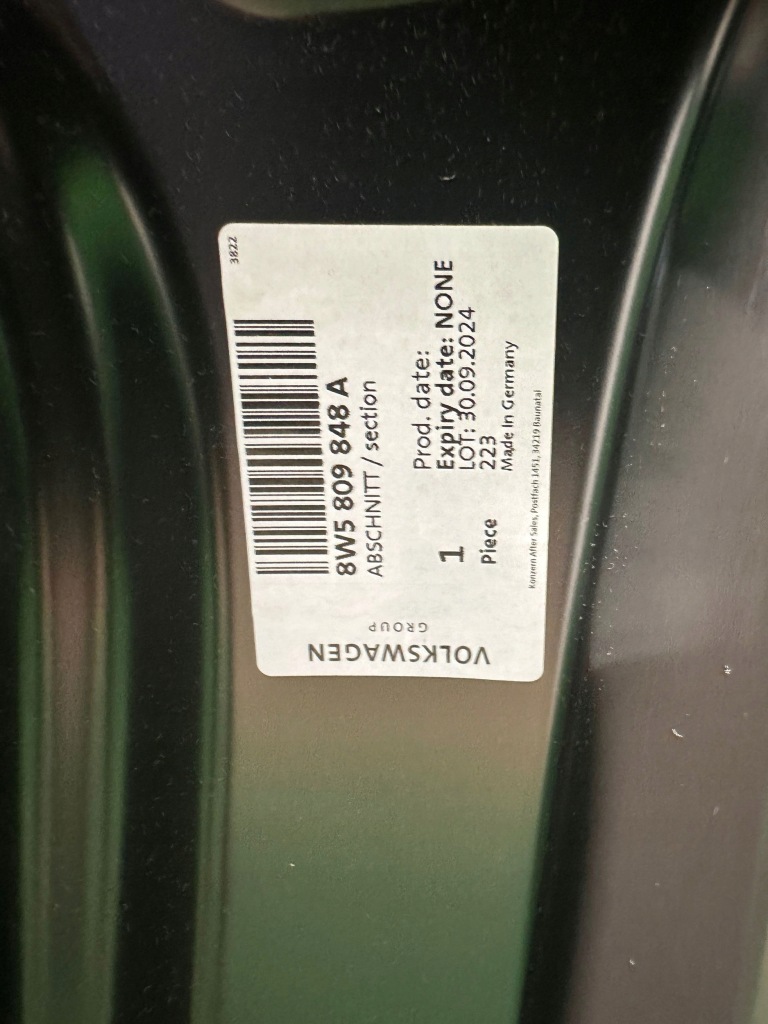 VOLKSWAGEN
GROUP
3822
8W5 809 848 A
ABSCHNITT / section
1
Piece
Prod. date:
Expiry date: NONE
LOT: 30.09.2024
223
Made In Germany
Konzern After Sales, Postfach 1451, 34219 Baunatal